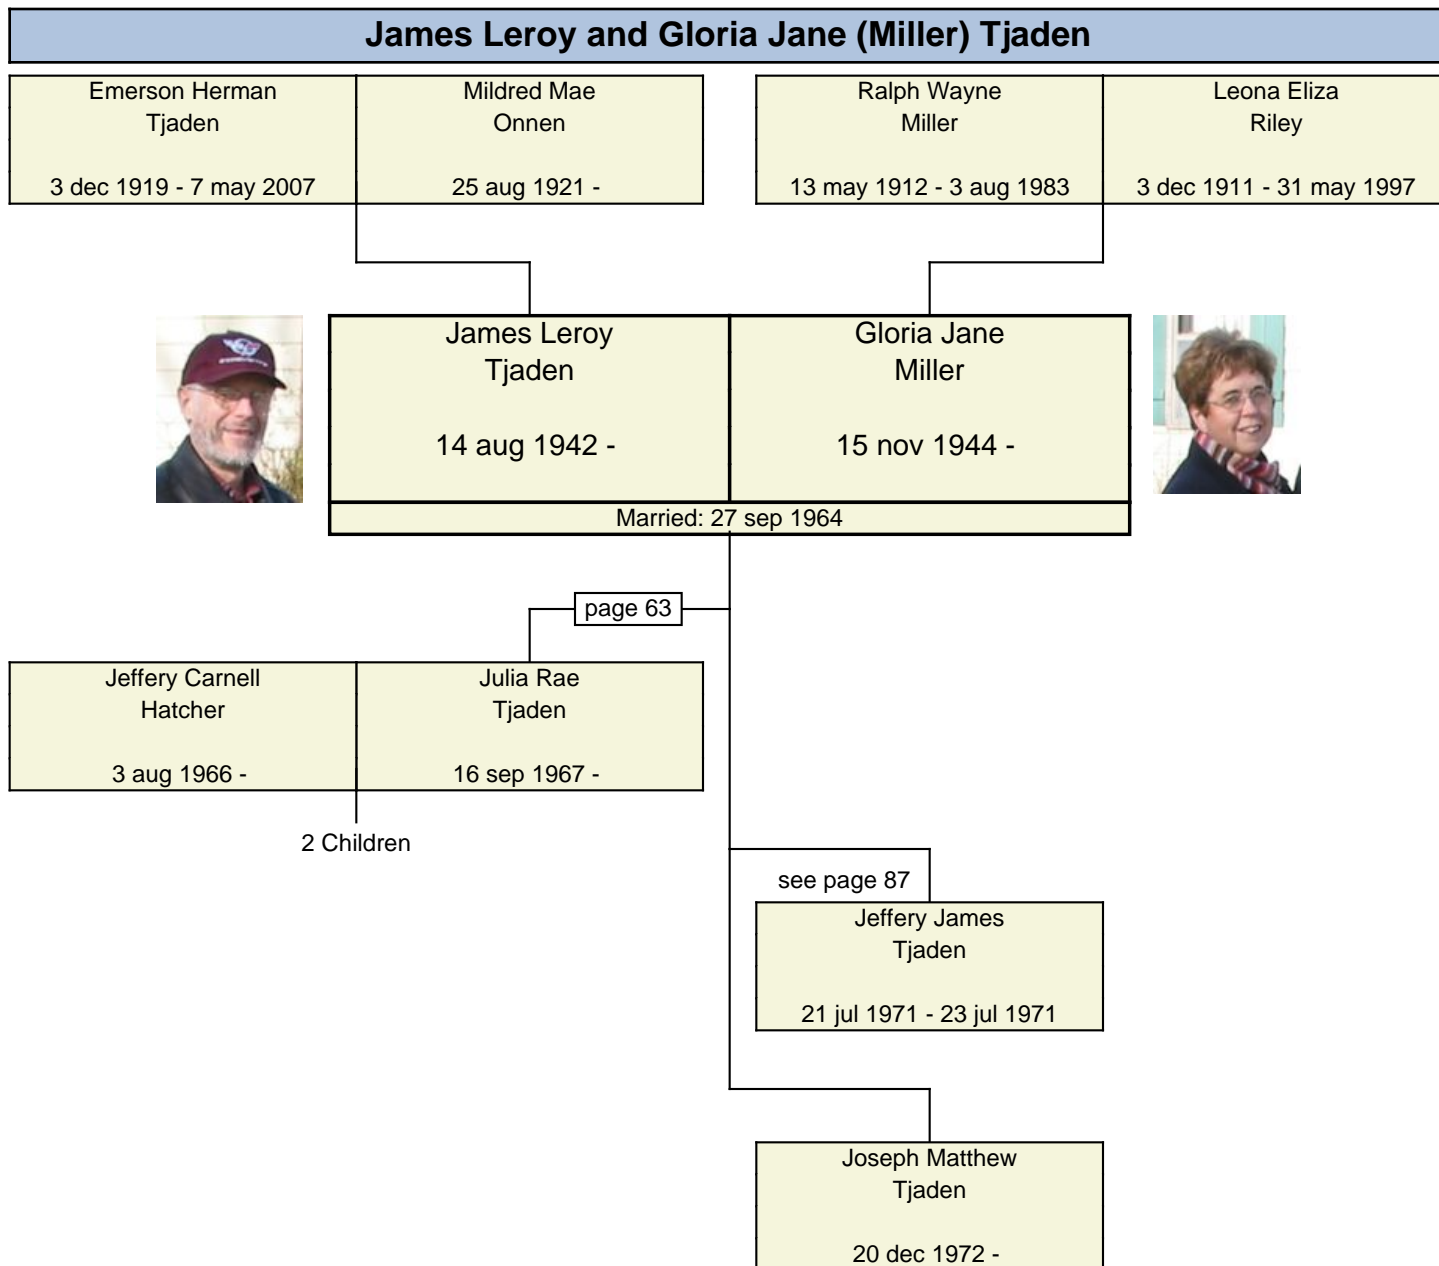 James Leroy and Gloria Jane (Miller) Tjaden
Emerson Herman
Tjaden
3 dec 1919 - 7 may 2007
Mildred Mae
Onnen
25 aug 1921 -
Ralph Wayne
Miller
13 may 1912 - 3 aug 1983
Leona Eliza
Riley
3 dec 1911 - 31 may 1997
James Leroy
Tjaden
14 aug 1942 -
Gloria Jane
Miller
15 nov 1944 -
Married: 27 sep 1964
page 63
Jeffery Carnell
Hatcher
3 aug 1966 -
Julia Rae
Tjaden
16 sep 1967 -
2 Children
see page 87
Jeffery James
Tjaden
21 jul 1971 - 23 jul 1971
Joseph Matthew
Tjaden
20 dec 1972 -